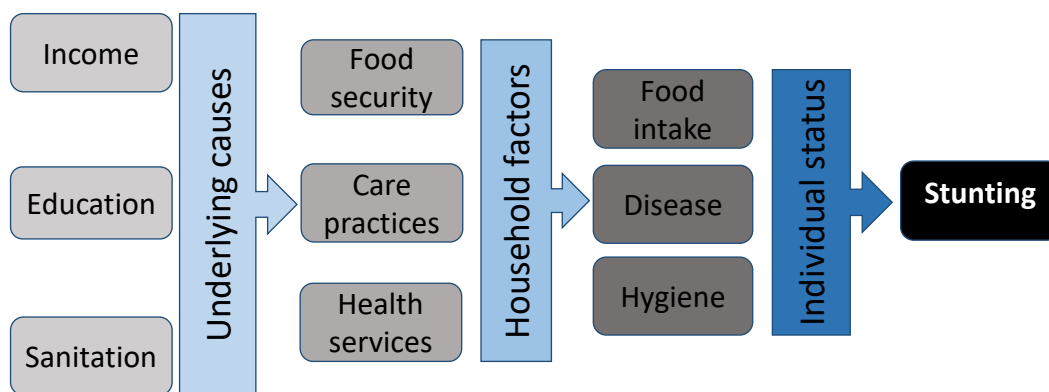 Income
Education
Sanitation
Underlying causes
Food
security
Care
practices
Health
services
Household factors
Food
intake
Disease
Hygiene
Individual status
Stunting